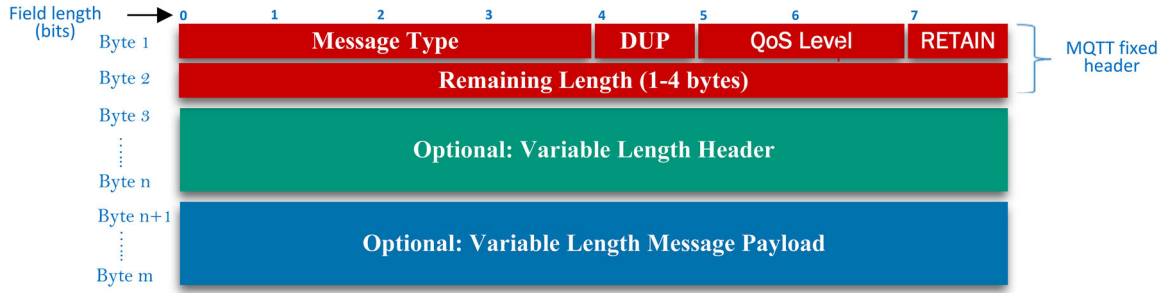 Field length (bits)
0 1 2 3 4 5 6 7
Byte 1
Message Type
DUP
QoS Level
RETAIN
MQTT fixed header
Byte 2
Remaining Length (1-4 bytes)
Byte 3
Optional: Variable Length Header
Byte n
Byte n+1
Optional: Variable Length Message Payload
Byte m